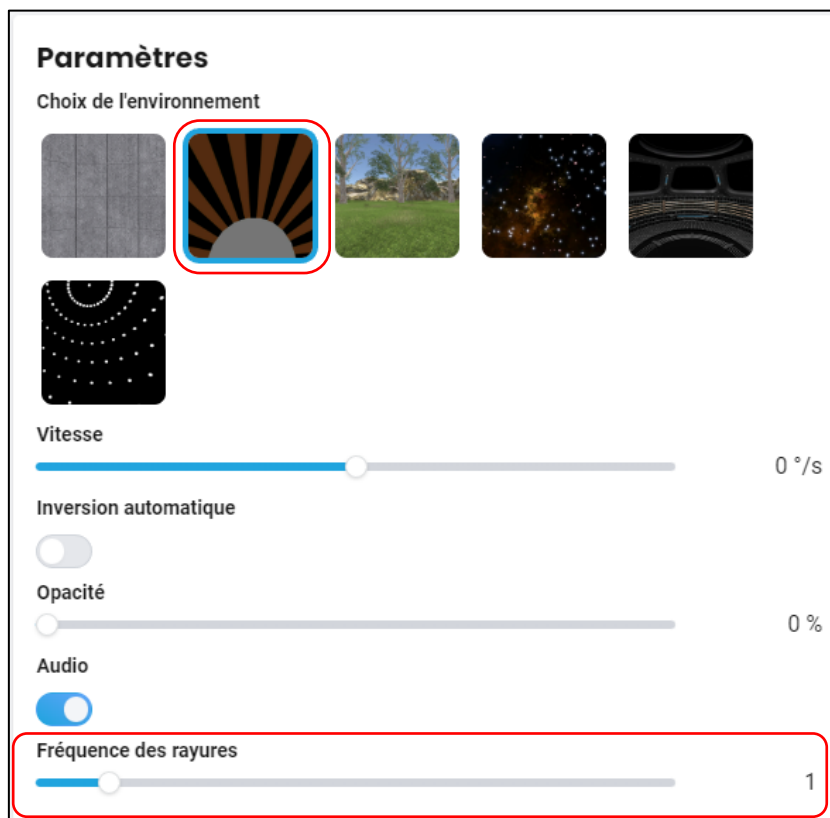 Paramètres
Choix de l'environnement
Vitesse
0 °/s
Inversion automatique
Opacité
0 %
Audio
Fréquence des rayures
1